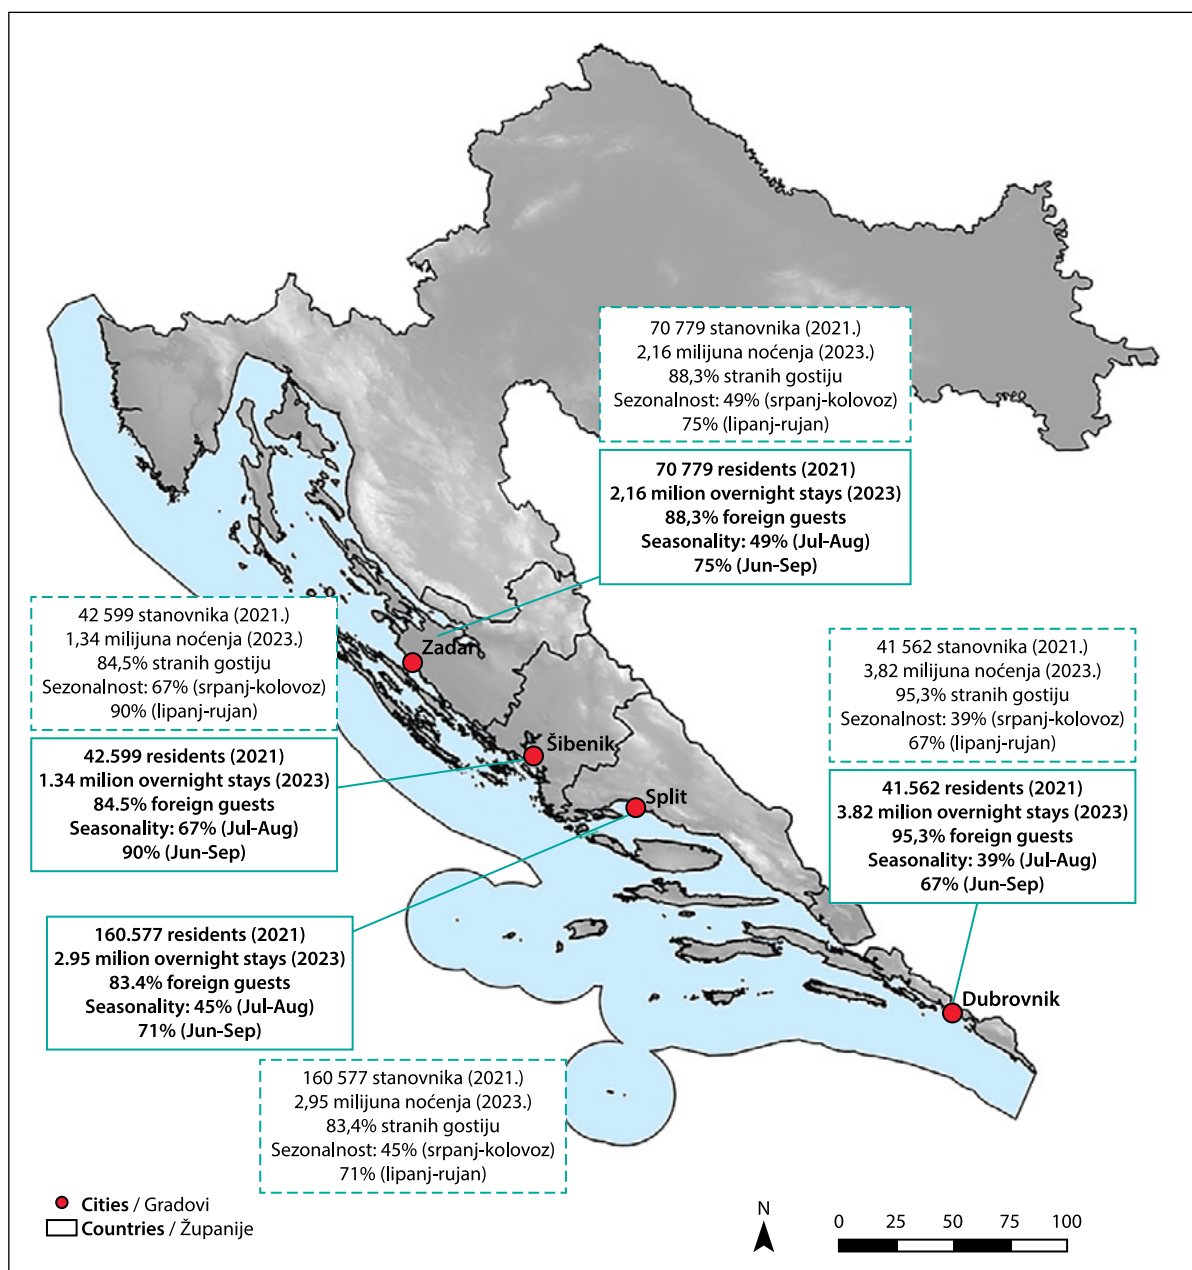 70 779 stanovnika (2021.)
2,16 milijuna noćenja (2023.)
88,3% stranih gostiju
Sezonalnost: 49% (srpanj-kolovoz)
75% (lipanj-rujan)
70 779 residents (2021)
2,16 milion overnight stays (2023)
88,3% foreign guests
Seasonality: 49% (Jul-Aug)
75% (Jun-Sep)
42 599 stanovnika (2021.)
1,34 milijuna noćenja (2023.)
84,5% stranih gostiju
Sezonalnost: 67% (srpanj-kolovoz)
90% (lipanj-rujan)
42.599 residents (2021)
1.34 milion overnight stays (2023)
84.5% foreign guests
Seasonality: 67% (Jul-Aug)
90% (Jun-Sep)
Zadar
Šibenik
Split
Dubrovnik
41 562 stanovnika (2021.)
3,82 milijuna noćenja (2023.)
95,3% stranih gostiju
Sezonalnost: 39% (srpanj-kolovoz)
67% (lipanj-rujan)
41.562 residents (2021)
3.82 milion overnight stays (2023)
95,3% foreign guests
Seasonality: 39% (Jul-Aug)
67% (Jun-Sep)
160.577 residents (2021)
2.95 milion overnight stays (2023)
83.4% foreign guests
Seasonality: 45% (Jul-Aug)
71% (Jun-Sep)
160 577 stanovnika (2021.)
2,95 milijuna noćenja (2023.)
83,4% stranih gostiju
Sezonalnost: 45% (srpanj-kolovoz)
71% (lipanj-rujan)
Cities / Gradovi
Countries / Županije
N
0 25 50 75 100